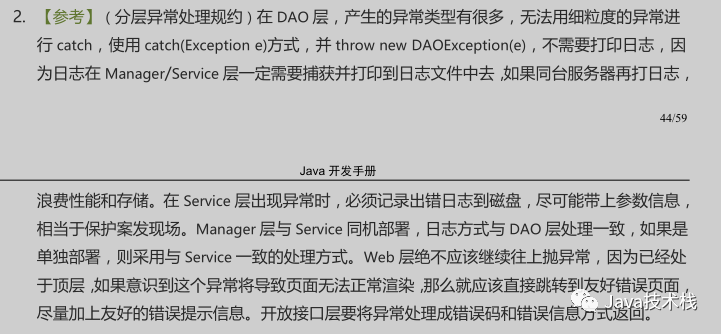 2. 【参考】（分层异常处理规约）在 DAO 层，产生的异常类型有很多，无法用细粒度的异常进
行 catch，使用 catch(Exception e)方式，并 throw new DAOException(e)，不需要打印日志，因
为日志在 Manager/Service 层一定需要捕获并打印到日志文件中去，如果同台服务器再打日志，
44/59
Java 开发手册
浪费性能和存储。在 Service 层出现异常时，必须记录出错日志到磁盘，尽可能带上参数信息，
相当于保护案发现场。Manager 层与 Service 同机部署，日志方式与 DAO 层处理一致，如果是
单独部署，则采用与 Service 一致的处理方式。Web 层绝不应该继续往上抛异常，因为已经处
于顶层，如果意识到这个异常将导致页面无法正常渲染，那么就应该直接跳转到友好错误页面，
尽量加上友好的错误提示信息。开放接口层要将异常处理成错误码和错误信息方式返回。
Java技术栈